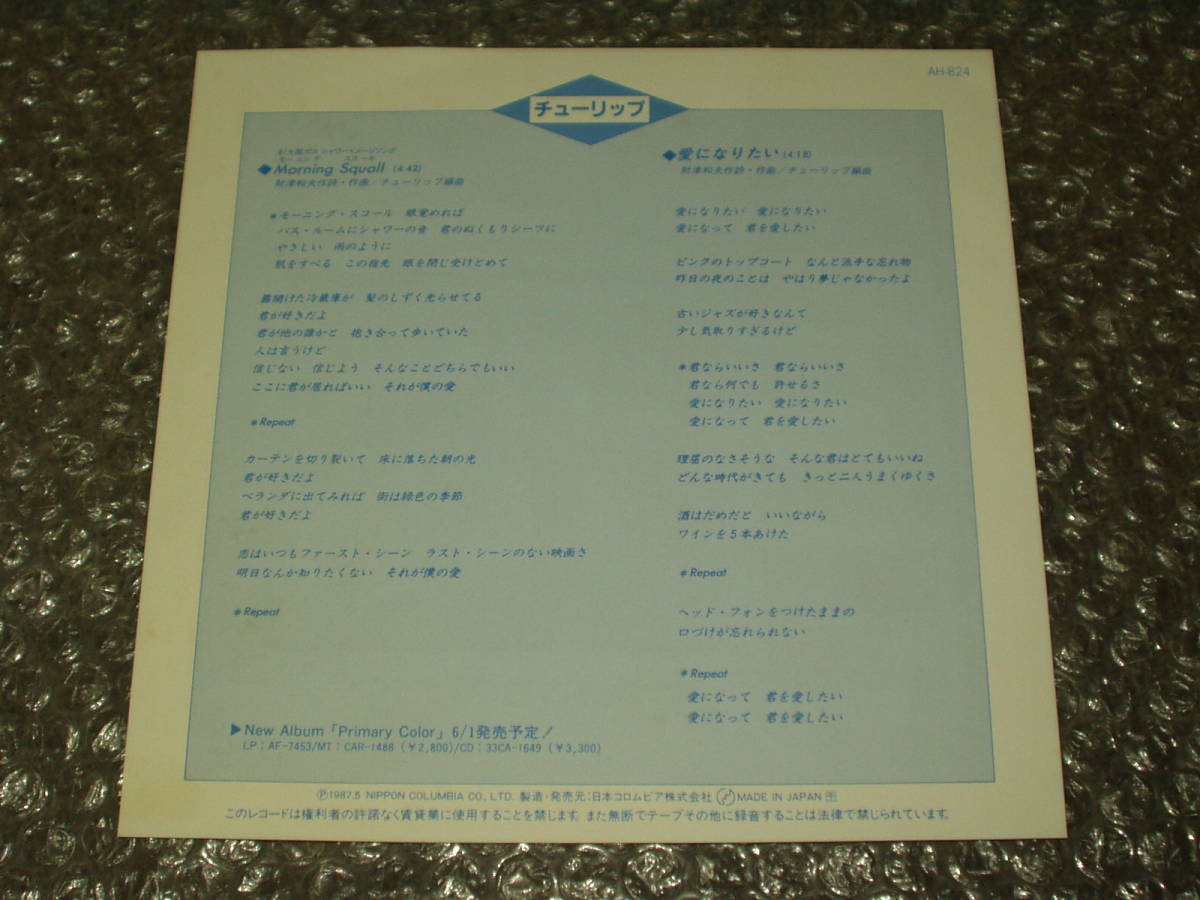 AH-824
チューリップ
モーニング スコール
◆Morning Squall (4:42)
財津和夫作詩・作曲/チューリップ編曲
*モーニング・スコール 眼覚めれば
バス・ルームにシャワーの音 君のぬくもりシーツに
やさしい 雨のように
肌をすべる この指先 眼を閉じ受けとめて
扉開けた冷蔵庫が 髪のしずく光らせてる
君が好きだよ
君が他の誰かと 抱き合って歩いていた
人は言うけど
信じない 信じよう そんなことどちらでもいい
ここに君が居ればいい それが僕の愛
*Repeat
カーテンを切り裂いて 床に落ちた朝の光
君が好きだよ
ベランダに出てみれば 街は緑色の季節
君が好きだよ
恋はいつもファースト・シーン ラスト・シーンのない映画さ
明日なんか知りたくない それが僕の愛
*Repeat
▶New Album「Primary Color」6/1発売予定!
LP:AF-7453/MT:CAR-1488(¥2,800)/CD:33CA-1649(¥3,300)
◆愛になりたい(4:18)
財津和夫作詩・作曲/チューリップ編曲
愛になりたい 愛になりたい
愛になって 君を愛したい
ピンクのトップコート なんと派手な忘れ物
昨日の夜のことは やはり夢じゃなかったよ
古いジャズが好きなんて
少し気取りすぎるけど
*君ならいいさ 君ならいいさ
君なら何でも 許せるさ
愛になりたい 愛になりたい
愛になって 君を愛したい
理屈のなさそうな そんな君はとてもいいね
どんな時代がきても きっと二人うまくゆくさ
酒はだめだと いいながら
ワインを5本あけた
*Repeat
ヘッド・フォンをつけたままの
口づけが忘れられない
*Repeat
愛になって 君を愛したい
愛になって 君を愛したい
Ⓟ1987.5 NIPPON COLUMBIA CO., LTD. 製造・発売元:日本コロムビア株式会社 MADE IN JAPAN
このレコードは権利者の許諾なく賃貸業に使用することを禁じます。また無断でテープその他に録音することは法律で禁じられています。